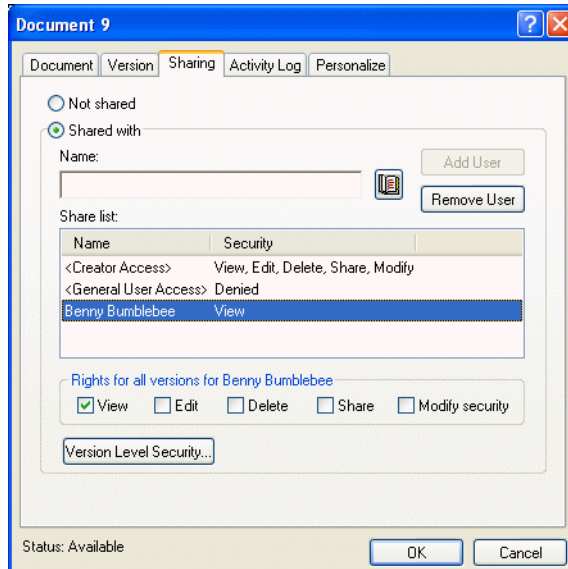 Document 9
Document Version Sharing Activity Log Personalize
Not shared
Shared with
Name:
Add User
Remove User
Share list:
Name Security
<Creator Access> View, Edit, Delete, Share, Modify
<General User Access> Denied
Benny Bumblebee View
Rights for all versions for Benny Bumblebee
View Edit Delete Share Modify security
Version Level Security...
Status: Available OK Cancel